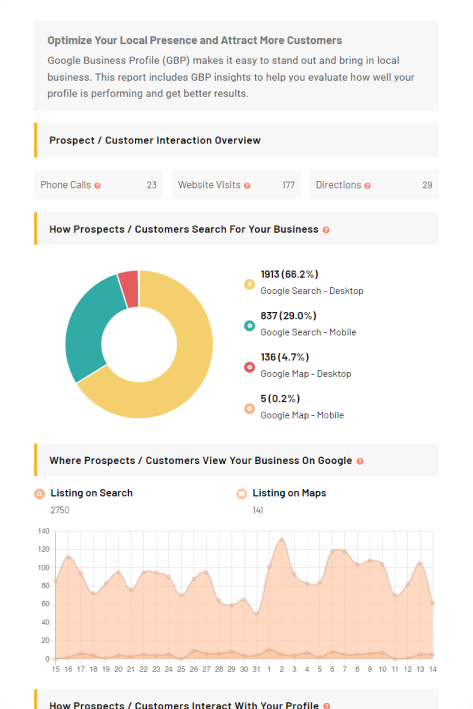 Optimize Your Local Presence and Attract More Customers
Google Business Profile (GBP) makes it easy to stand out and bring in local
business. This report includes GBP insights to help you evaluate how well your
profile is performing and get better results.
Prospect / Customer Interaction Overview
Phone Calls ? 23 Website Visits ? 177 Directions ? 29
How Prospects / Customers Search For Your Business ?
1913 (66.2%)
Google Search - Desktop
837 (29.0%)
Google Search - Mobile
136 (4.7%)
Google Map - Desktop
5 (0.2%)
Google Map - Mobile
Where Prospects / Customers View Your Business On Google ?
Listing on Search
2750
Listing on Maps
141
140
120
100
80
60
40
20
0
15 16 17 18 19 20 21 22 23 24 25 26 27 28 29 30 31 1 2 3 4 5 6 7 8 9 10 11 12 13 14
How Prospects / Customers Interact With Your Profile ?